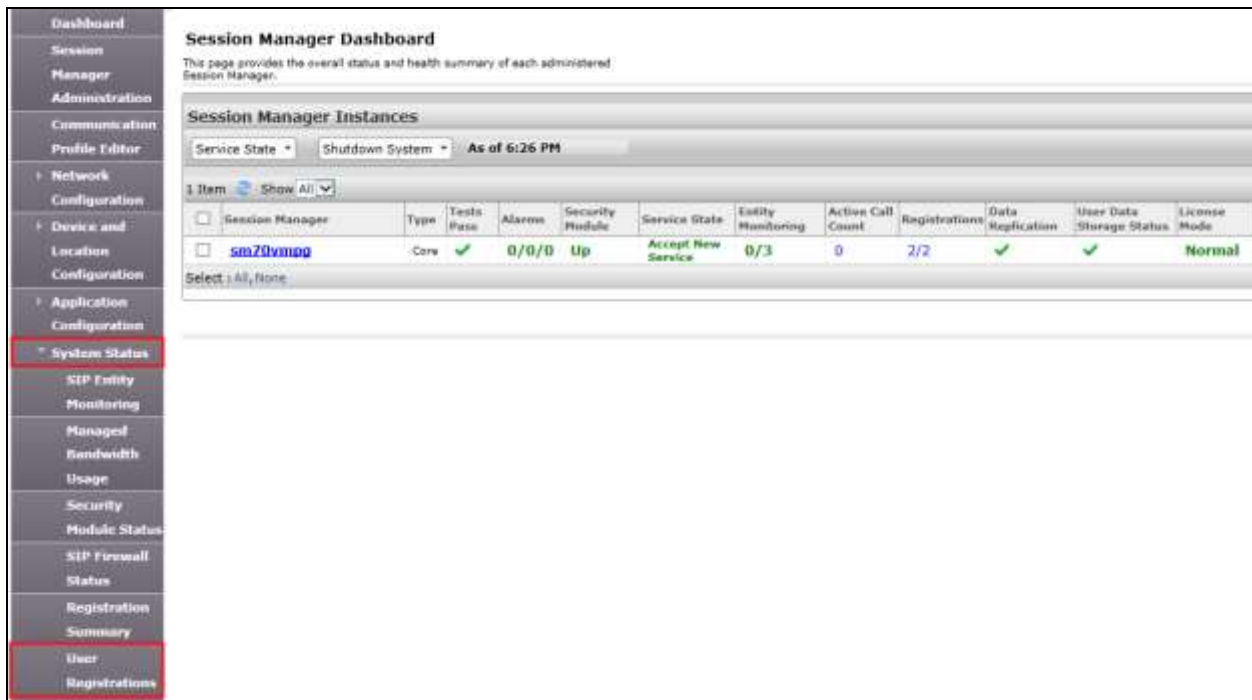 Dashboard
Session
Manager
Administration
Communication
Profile Editor
Network
Configuration
Device and
Location
Configuration
Application
Configuration
System Status
SIP Entity
Monitoring
Managed
Bandwidth
Usage
Security
Module Status
SIP Firewall
Status
Registration
Summary
User
Registrations
Session Manager Dashboard
This page provides the overall status and health summary of each administered
Session Manager.
Session Manager Instances
Service State Shutdown System As of 6:26 PM
1 Item Show All
Session Manager Type Tests Pass Alarms Security Module Service State Entity Monitoring Active Call Count Registrations Data Replication User Data Storage Status License Mode
sm70vmpg Core 0/0/0 Up Accept New Service 0/3 0 2/2 Normal
Select : All, None